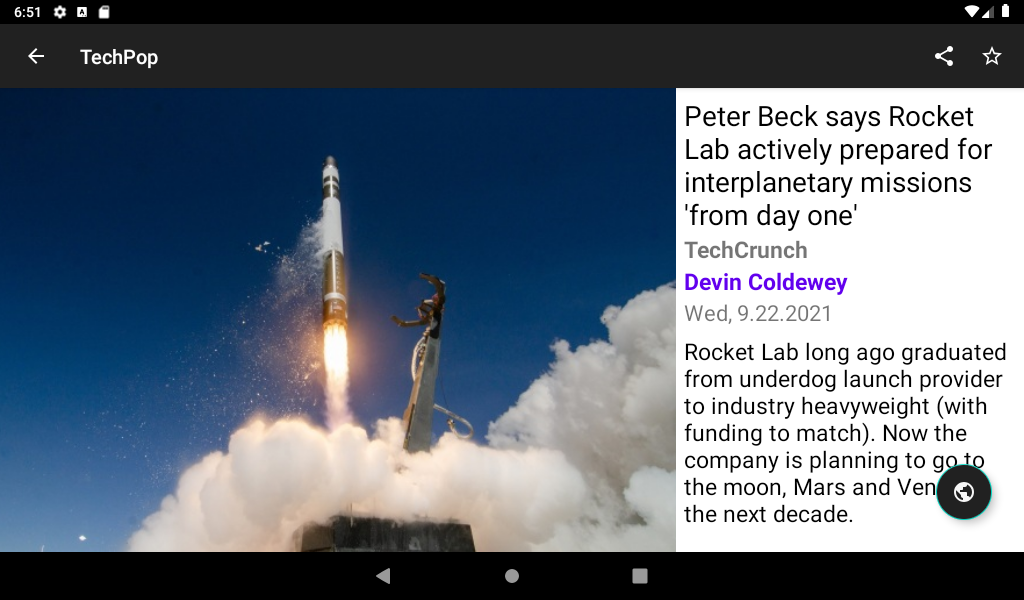 6:51
TechPop
Peter Beck says Rocket
Lab actively prepared for
interplanetary missions
'from day one'
TechCrunch
Devin Coldewey
Wed, 9.22.2021
Rocket Lab long ago graduated
from underdog launch provider
to industry heavyweight (with
funding to match). Now the
company is planning to go to
the moon, Mars and Ven
the next decade.